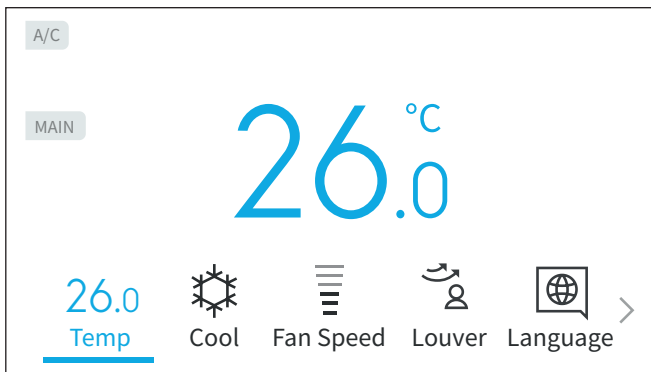 A/C
MAIN
26.0 °C
26.0
Temp Cool Fan Speed Louver Language